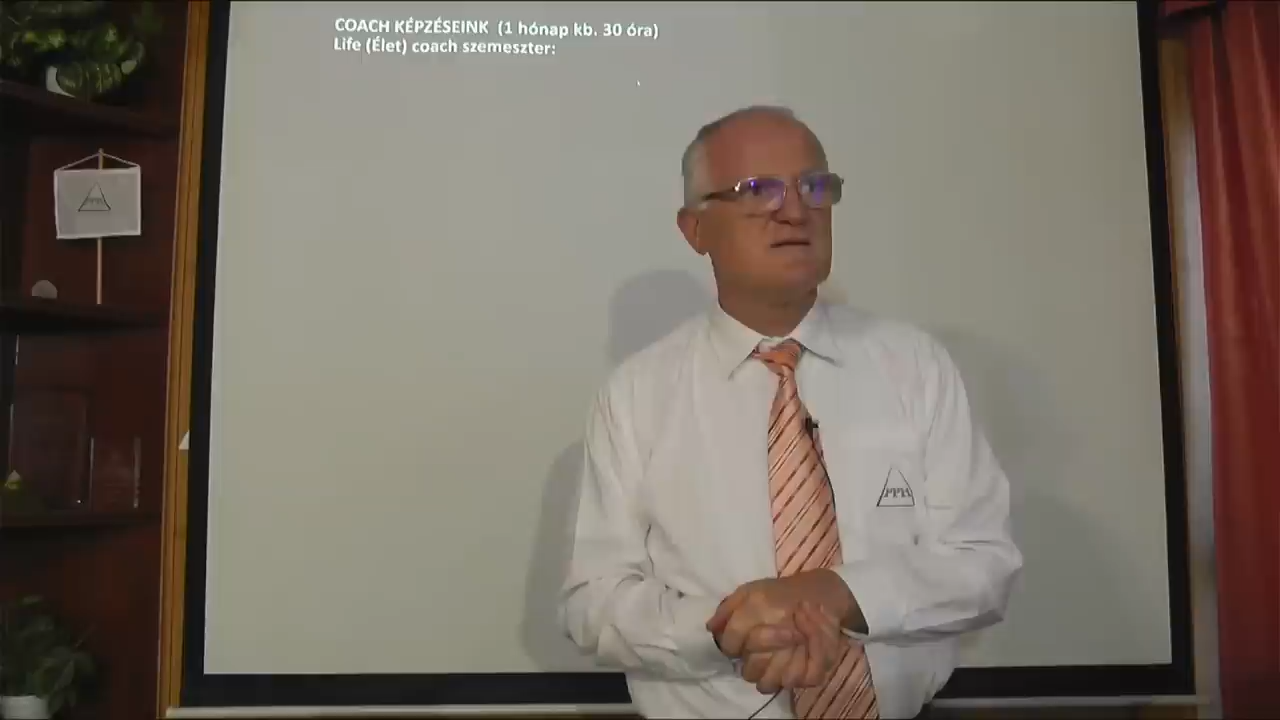 COACH KÉPZÉSEINK (1 hónap kb. 30 óra)
Life (Élet) coach szemeszter: